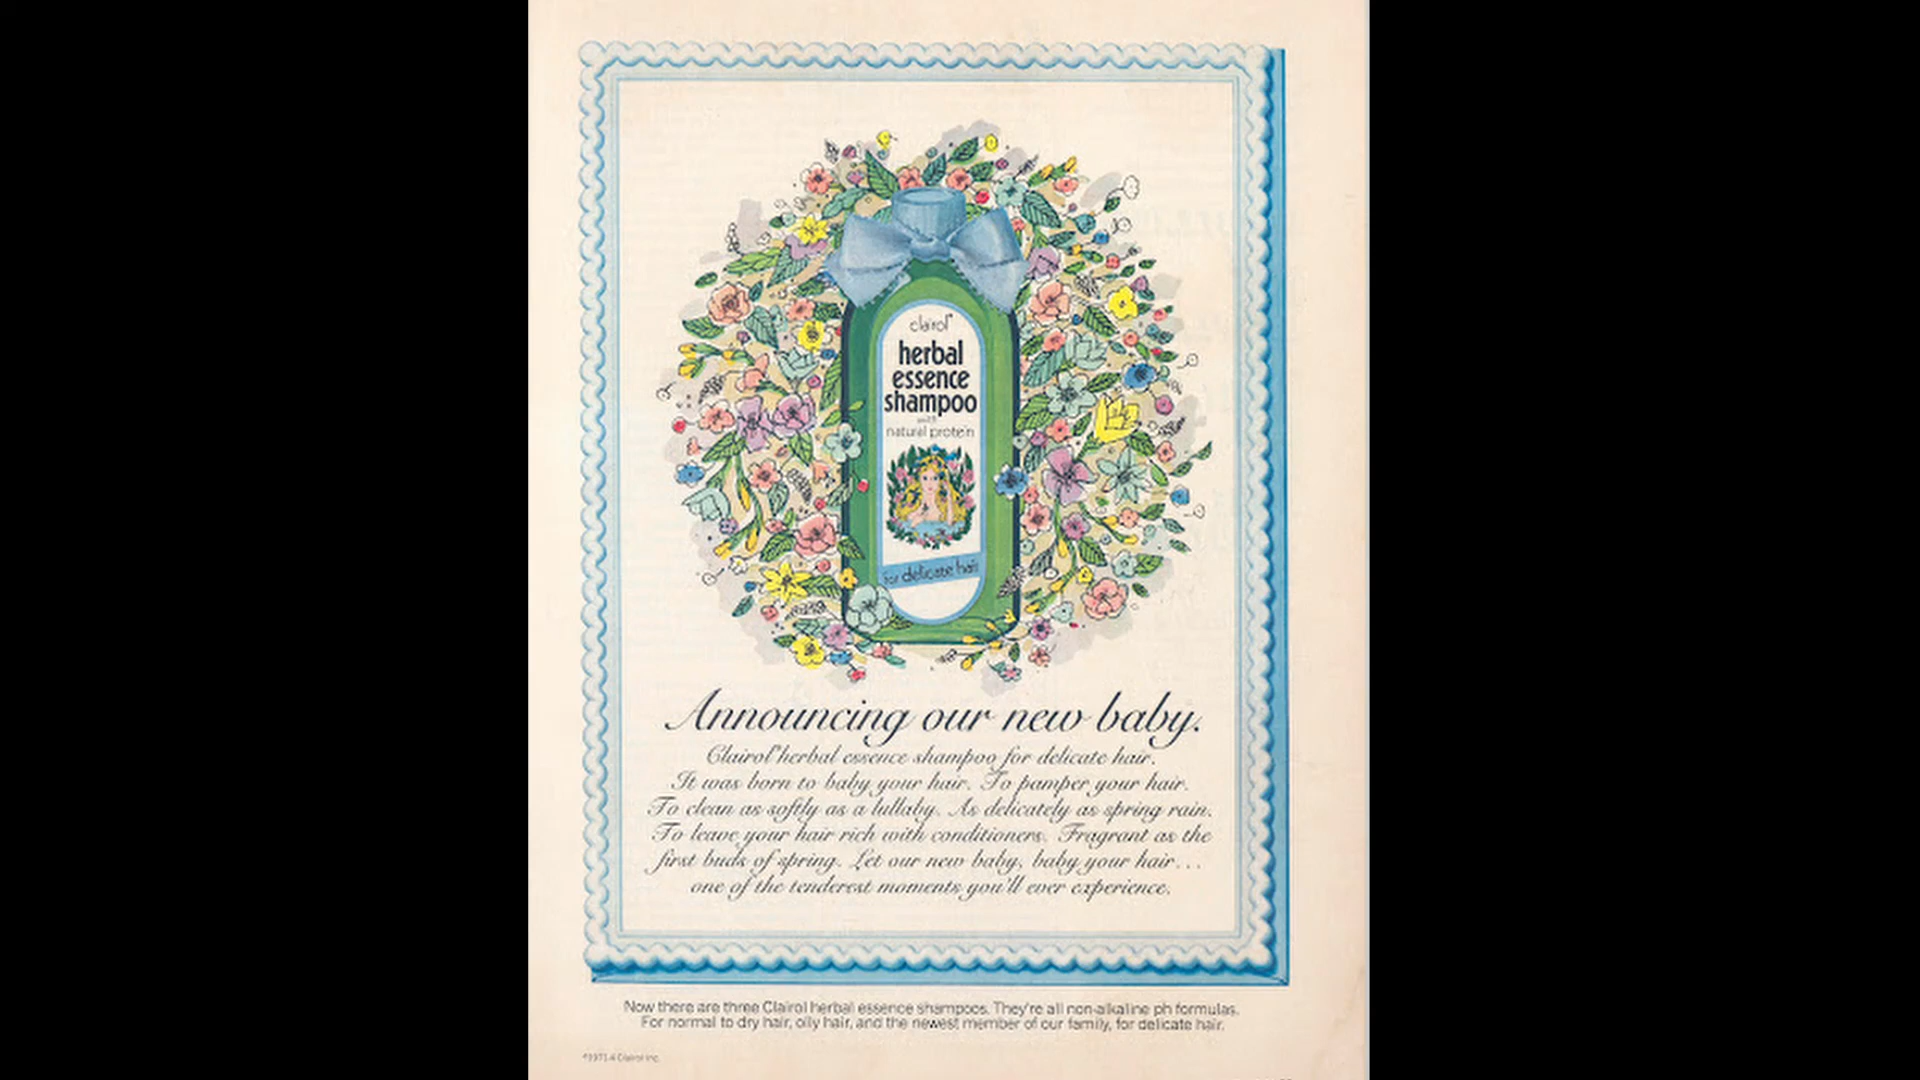 clairol®
herbal
essence
shampoo
with
natural protein
for delicate hair
Announcing our new baby.
Clairol® herbal essence shampoo for delicate hair.
It was born to baby your hair. To pamper your hair.
To clean as softly as a lullaby. As delicately as spring rain.
To leave your hair rich with conditioners. Fragrant as the
first buds of spring. Let our new baby, baby your hair...
one of the tenderest moments you'll ever experience.
Now there are three Clairol herbal essence shampoos. They're all non-alkaline ph formulas.
For normal to dry hair, oily hair, and the newest member of our family, for delicate hair.
Clairol Inc.